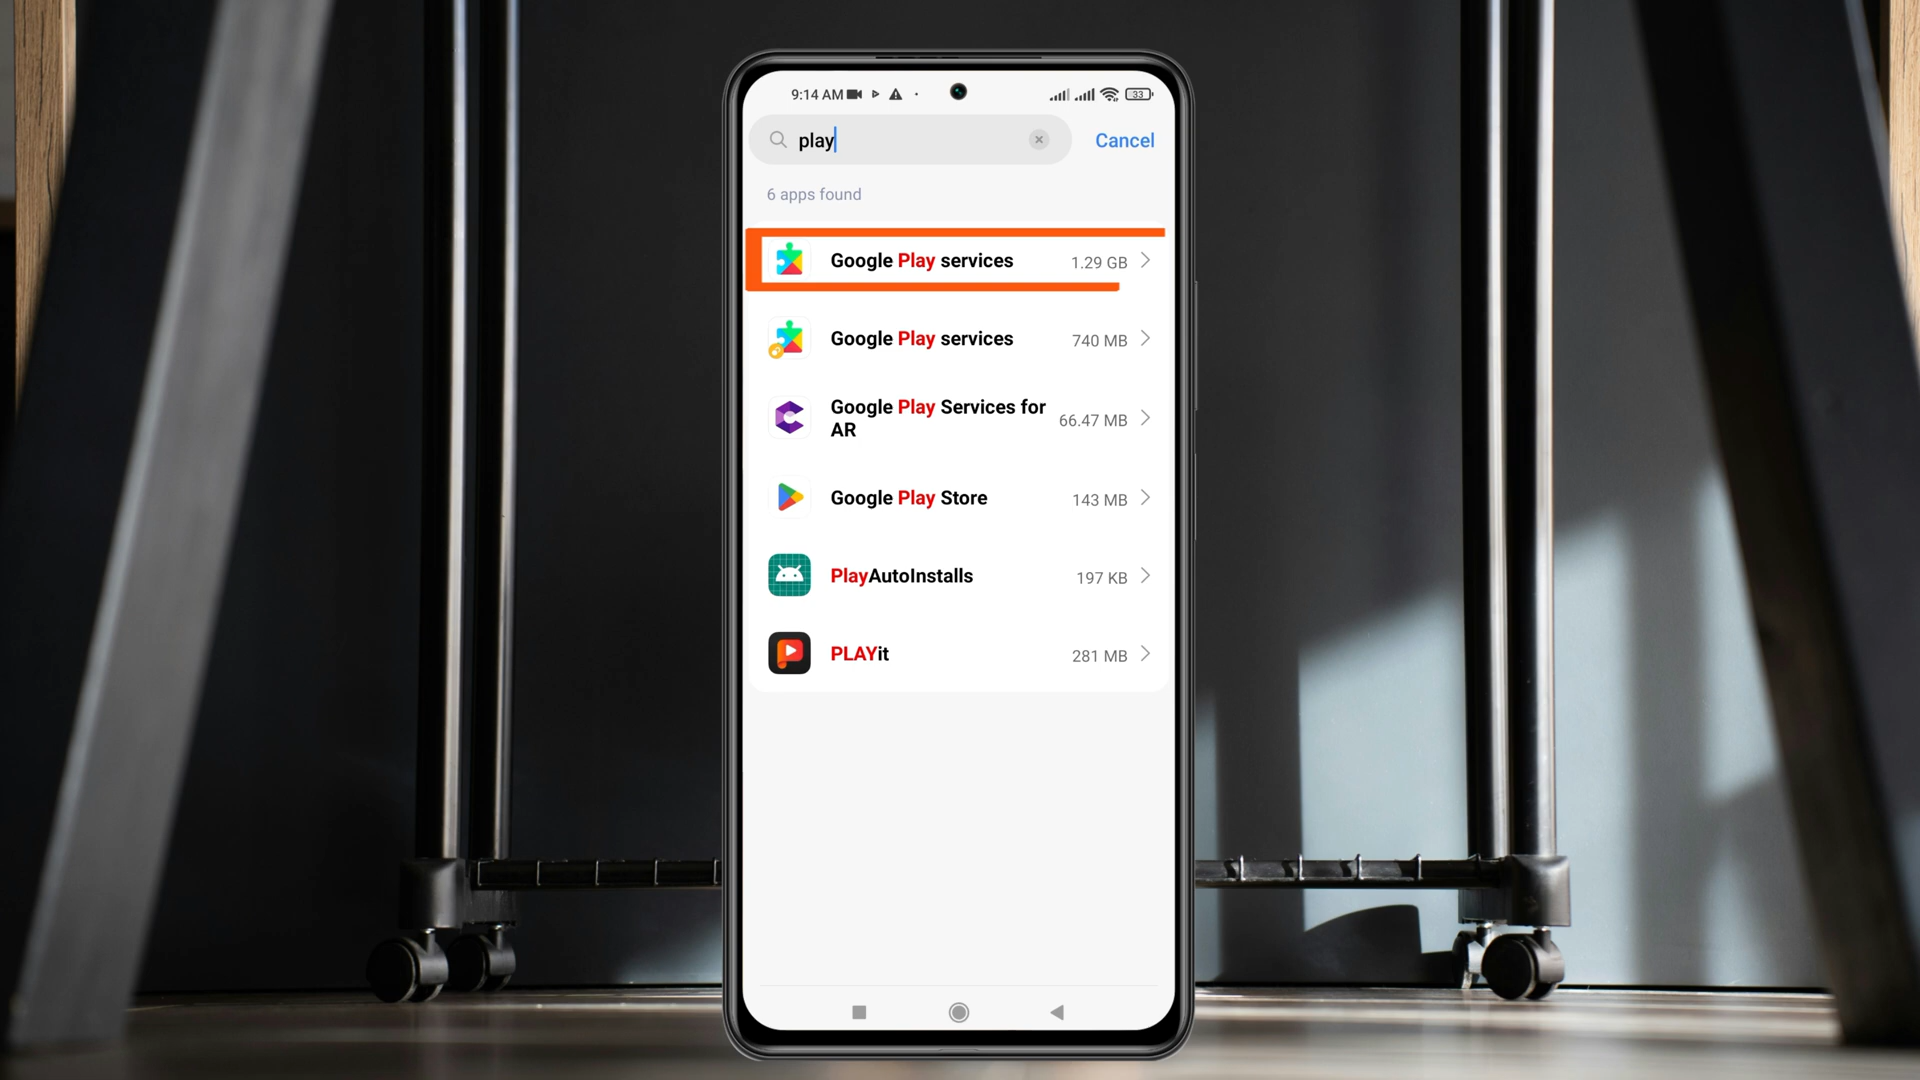 9:14 AM
33
play
Cancel
6 apps found
Google Play services
1.29 GB
Google Play services
740 MB
Google Play Services for
AR
66.47 MB
Google Play Store
143 MB
PlayAutoInstalls
197 KB
PLAYit
281 MB